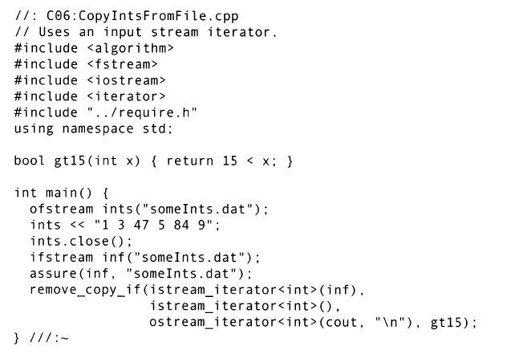 //: C06:CopyIntsFromFile.cpp
// Uses an input stream iterator.
#include <algorithm>
#include <fstream>
#include <iostream>
#include <iterator>
#include "../require.h"
using namespace std;

bool gt15(int x) { return 15 < x; }

int main() {
  ofstream ints("someInts.dat");
  ints << "1 3 47 5 84 9";
  ints.close();
  ifstream inf("someInts.dat");
  assure(inf, "someInts.dat");
  remove_copy_if(istream_iterator<int>(inf),
                 istream_iterator<int>(),
                 ostream_iterator<int>(cout, "\n"), gt15);
} ///:~